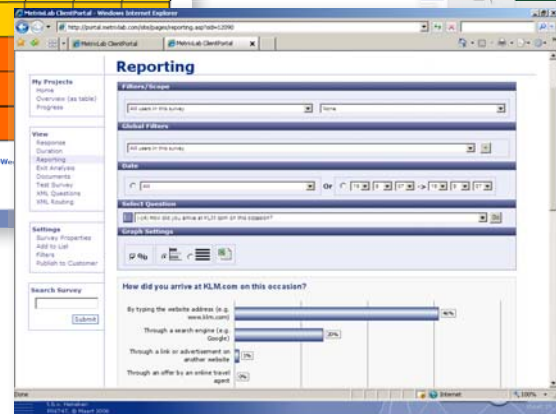 MetrixLab ClientPortal - Windows Internet Explorer
http://portal.metrixlab.com/site/pages/reporting.asp?sid=12090
MetrixLab ClientPortal
MetrixLab ClientPortal
Reporting
My Projects
Home
Overview (as table)
Progress
View
Response
Duration
Reporting
Exit Analysis
Documents
Test Survey
XML Questions
XML Routing
Settings
Survey Properties
Add to List
Filters
Publish to Customer
Search Survey
Submit
Filters/Scope
All users in this survey
None
Global Filters
All users in this survey
Date
All
Or
Select Question
How did you arrive at KLM.com on this occasion?
Go
Graph Settings
%
How did you arrive at KLM.com on this occasion?
By typing the website address (e.g.
www.klm.com)
Through a search engine (e.g.
Google)
Through a link or advertisement on
another website
Through an offer by an online travel
agent
Done
Internet
100%